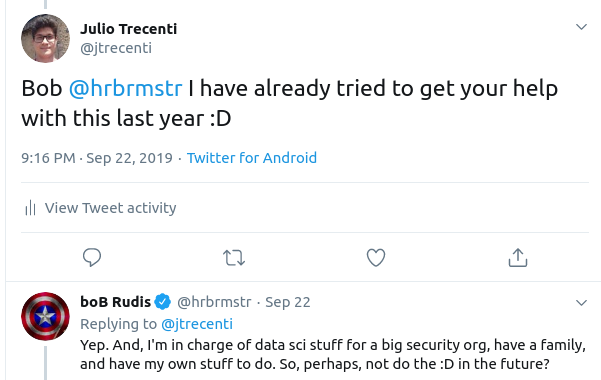 Julio Trecenti
@jtrecenti
Bob @hrbrmstr I have already tried to get your help
with this last year :D
9:16 PM · Sep 22, 2019 · Twitter for Android
View Tweet activity
boB Rudis @hrbrmstr · Sep 22
Replying to @jtrecenti
Yep. And, I'm in charge of data sci stuff for a big security org, have a family,
and have my own stuff to do. So, perhaps, not do the :D in the future?